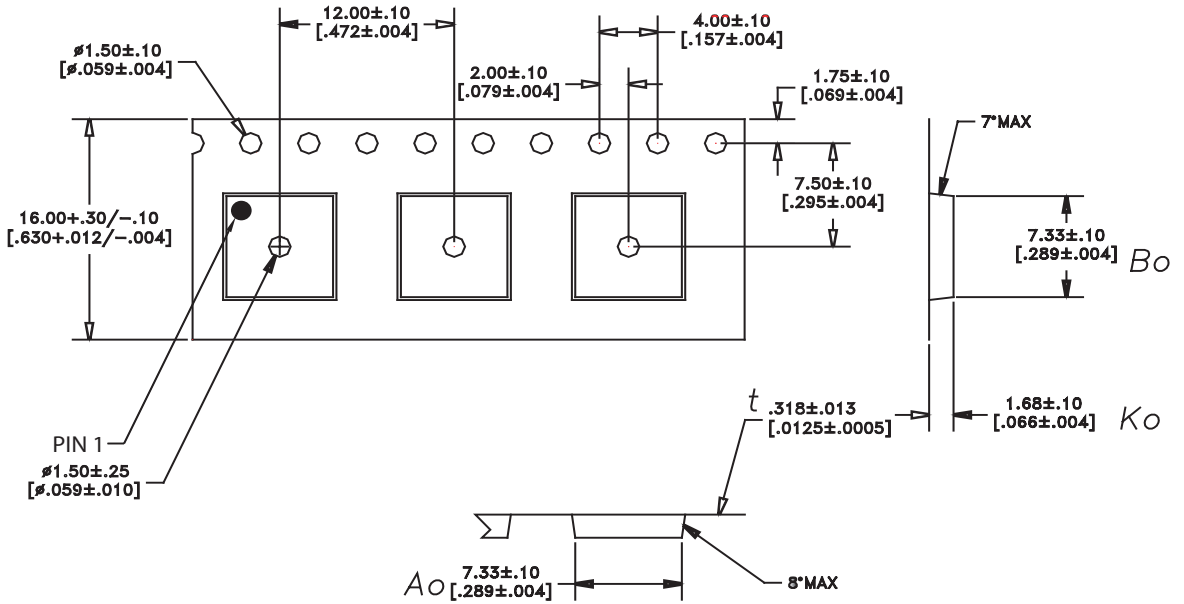 12.00±.10
[.472±.004]
4.00±.10
[.157±.004]
ø1.50±.10
[ø.059±.004]
2.00±.10
[.079±.004]
1.75±.10
[.069±.004]
7°MAX
7.50±.10
[.295±.004]
16.00+.30/-.10
[.630+.012/-.004]
7.33±.10
[.289±.004]
Bo
t
.318±.013
[.0125±.0005]
1.68±.10
[.066±.004]
Ko
PIN 1
ø1.50±.25
[ø.059±.010]
Ao
7.33±.10
[.289±.004]
8°MAX